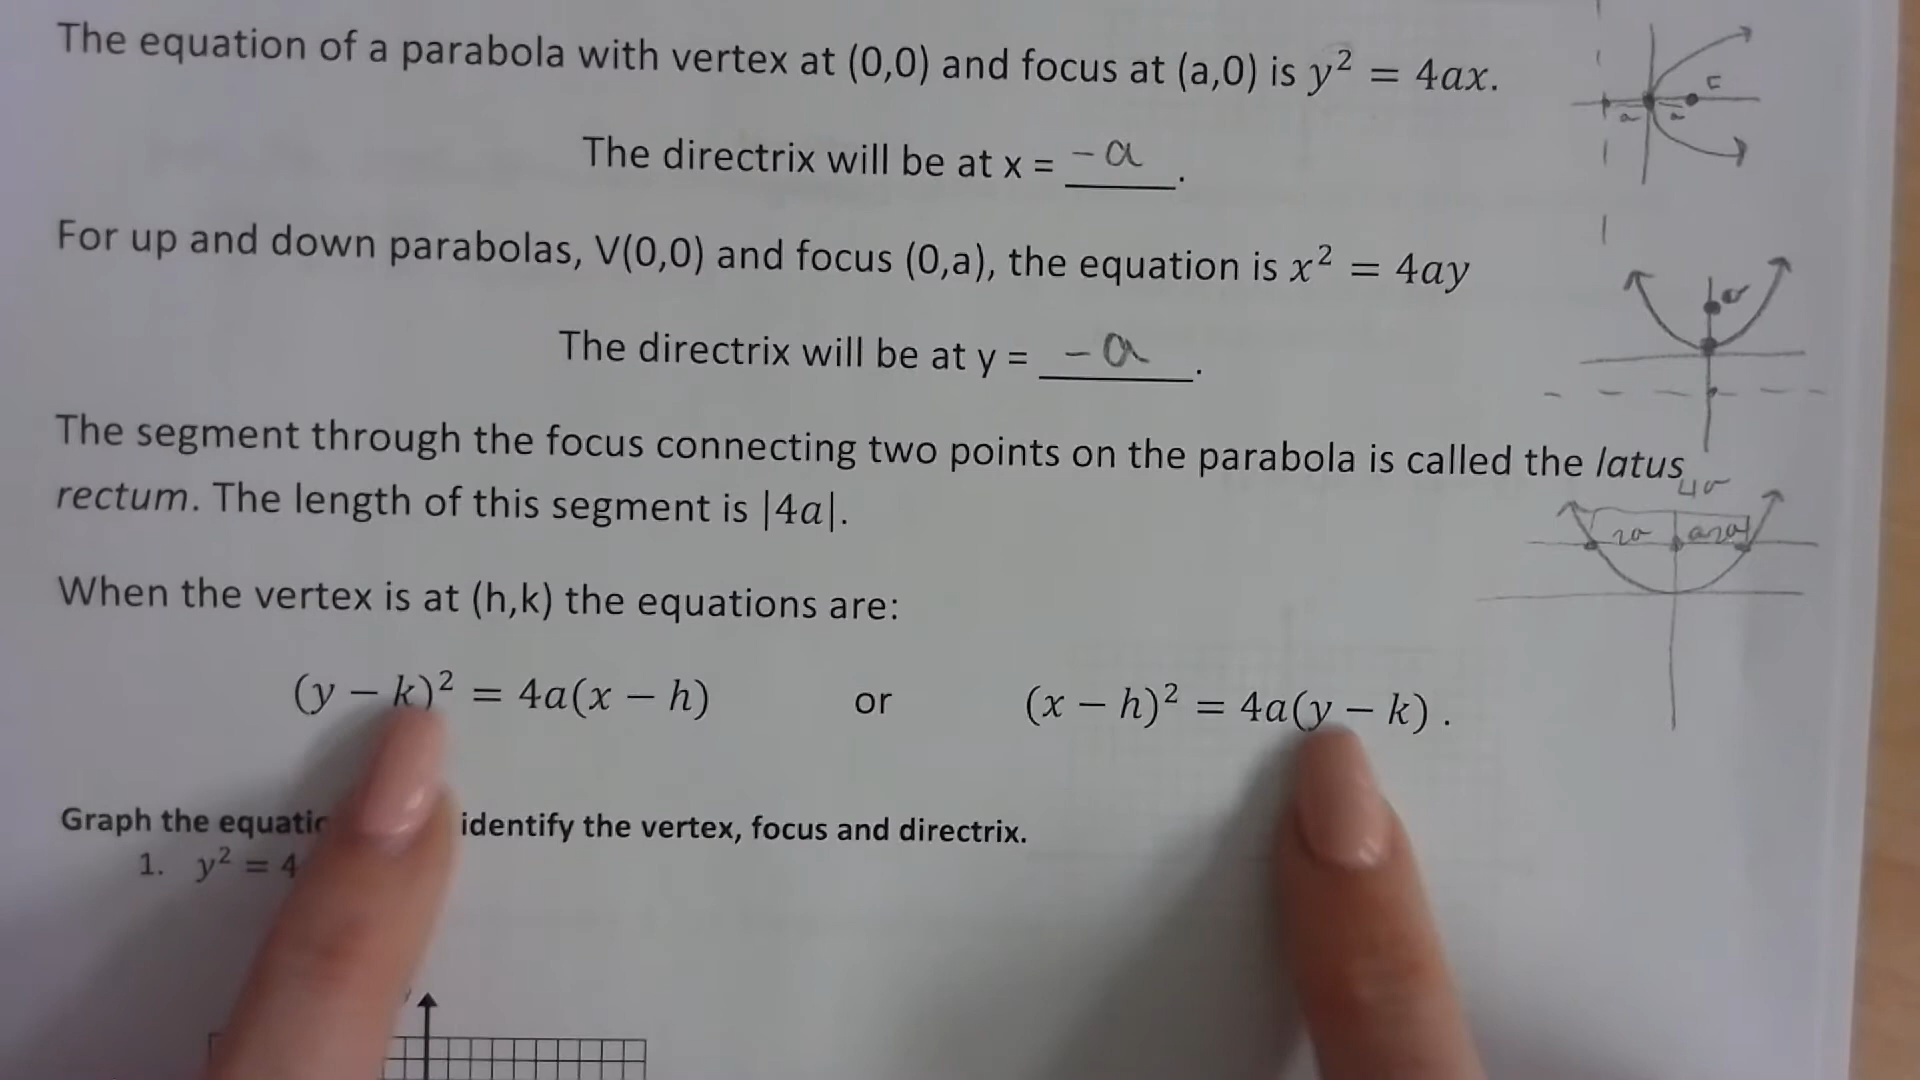 The equation of a parabola with vertex at (0,0) and focus at (a,0) is y² = 4ax.
F
a a
The directrix will be at x = -a.
For up and down parabolas, V(0,0) and focus (0,a), the equation is x² = 4ay
a
The directrix will be at y = -a.
The segment through the focus connecting two points on the parabola is called the latus
rectum. The length of this segment is |4a|.
4a
2a a 2a
When the vertex is at (h,k) the equations are:
(y − k)² = 4a(x − h) or (x − h)² = 4a(y − k).
Graph the identify the vertex, focus and directrix.
1. y² = 4